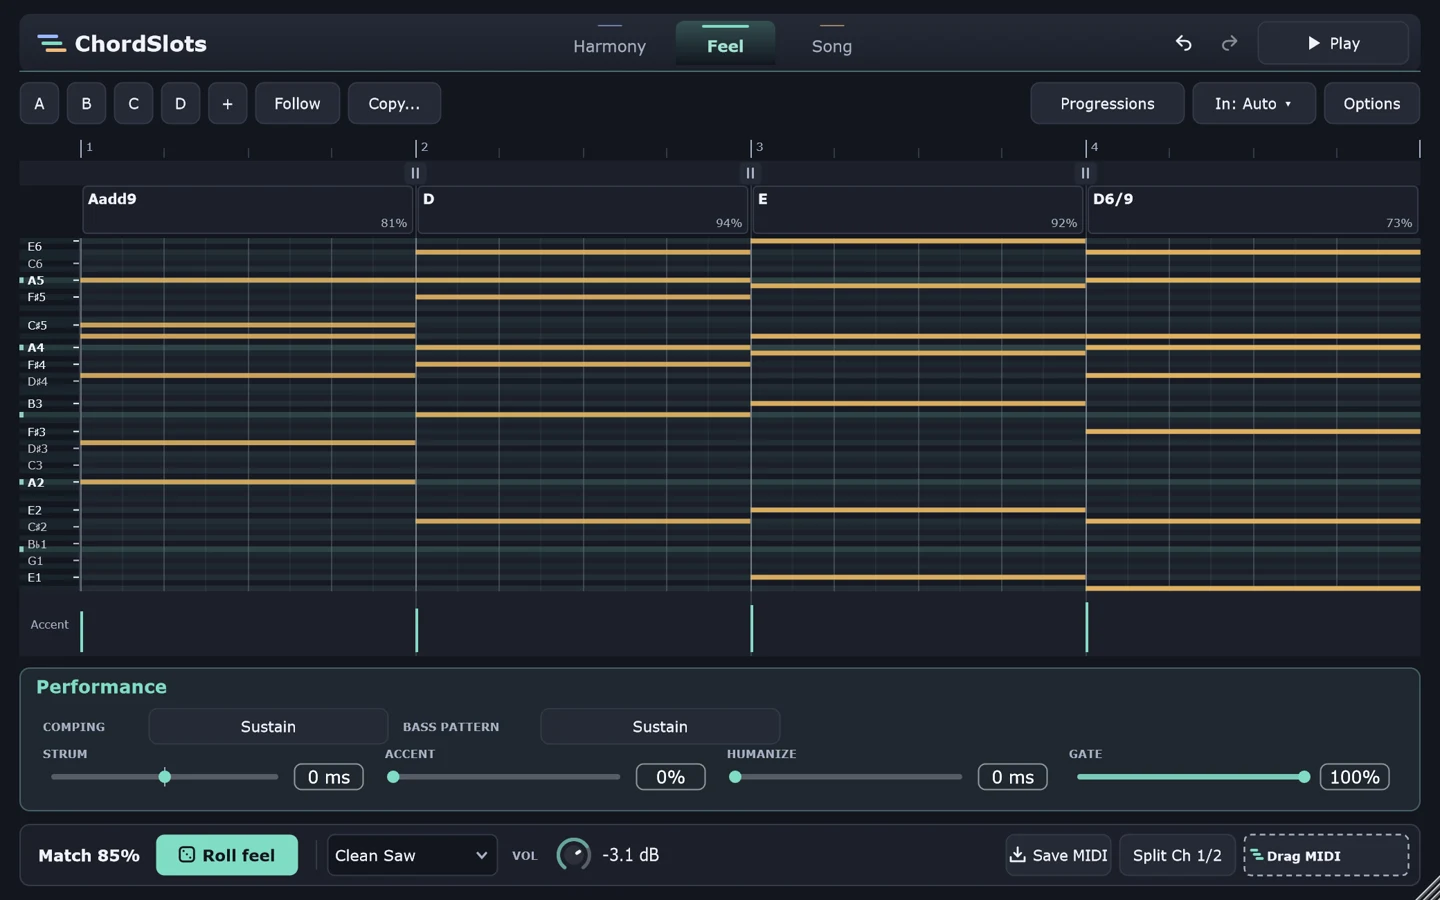 ChordSlots
Harmony
Feel
Song
Play
A
B
C
D
+
Follow
Copy...
Progressions
In: Auto ▾
Options
1
2
3
4
Aadd9
81%
D
94%
E
92%
D6/9
73%
E6
C6
A5
F♯5
C♯5
A4
F♯4
D♯4
B3
F♯3
D♯3
C3
A2
E2
C♯2
B♭1
G1
E1
Accent
Performance
COMPING
Sustain
BASS PATTERN
Sustain
STRUM
0 ms
ACCENT
0%
HUMANIZE
0 ms
GATE
100%
Match 85%
Roll feel
Clean Saw
VOL
-3.1 dB
Save MIDI
Split Ch 1/2
Drag MIDI